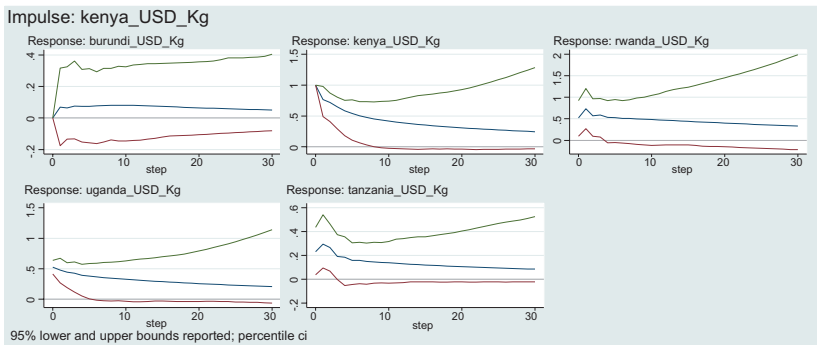 Impulse: kenya_USD_Kg
Response: burundi_USD_Kg
.4
.2
0
-.2
0 10 20 30
step
Response: kenya_USD_Kg
1.5
1
.5
0
0 10 20 30
step
Response: rwanda_USD_Kg
2
1.5
1
.5
0
0 10 20 30
step
Response: uganda_USD_Kg
1.5
1
.5
0
0 10 20 30
step
Response: tanzania_USD_Kg
.6
.4
.2
0
-.2
0 10 20 30
step
95% lower and upper bounds reported; percentile ci